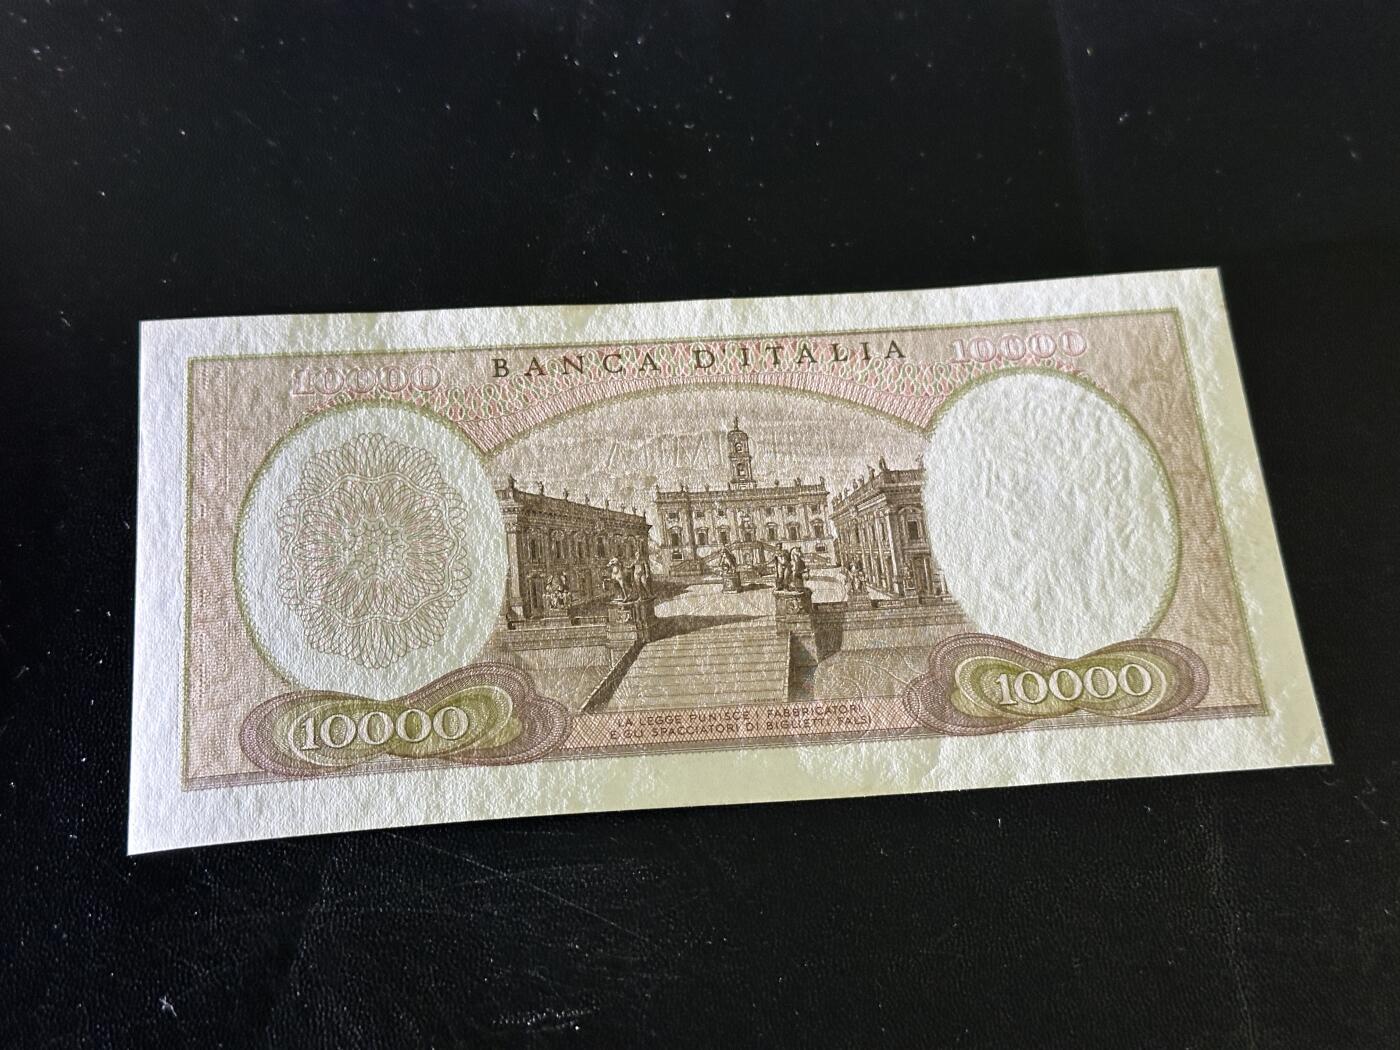 BANCA D'ITALIA
10000
10000
10000
10000
LA LEGGE PUNISCE I FABBRICATORI
E GLI SPACCIATORI DI BIGLIETTI FALSI